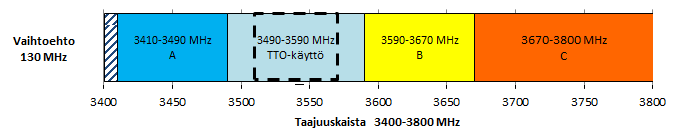 Vaihtoehto
130 MHz
3410-3490 MHz
A
3490-3590 MHz
TTO-käyttö
3590-3670 MHz
B
3670-3800 MHz
C
3400 3450 3500 3550 3600 3650 3700 3750 3800
Taajuuskaista 3400-3800 MHz